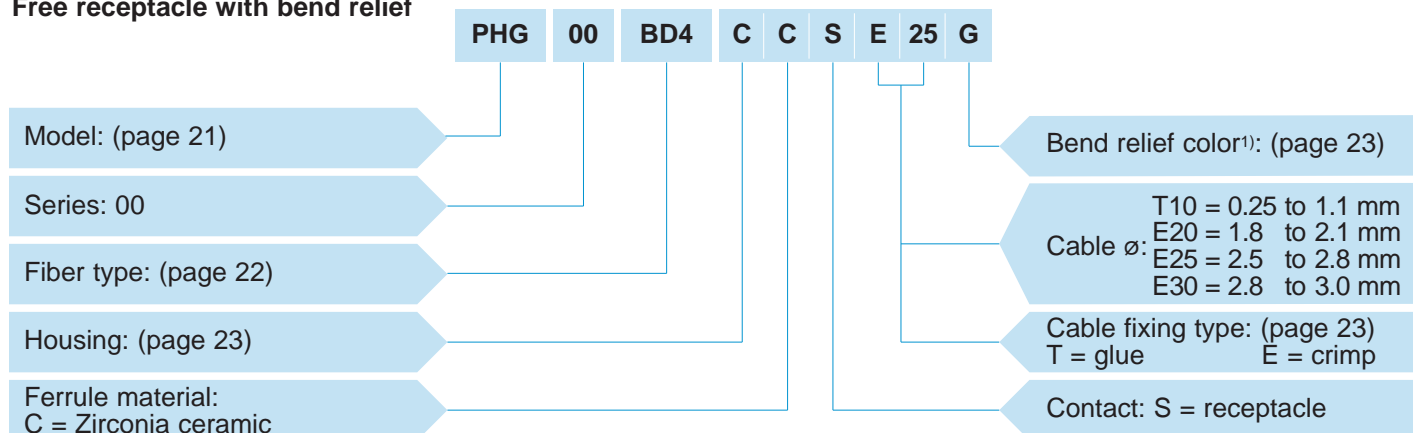 Free receptacle with bend relief
PHG 00 BD4 C C S E 25 G
Model: (page 21)
Series: 00
Fiber type: (page 22)
Housing: (page 23)
Ferrule material:
C = Zirconia ceramic
Bend relief color1): (page 23)
Cable ø:
T10 = 0.25 to 1.1 mm
E20 = 1.8 to 2.1 mm
E25 = 2.5 to 2.8 mm
E30 = 2.8 to 3.0 mm
Cable fixing type: (page 23)
T = glue E = crimp
Contact: S = receptacle